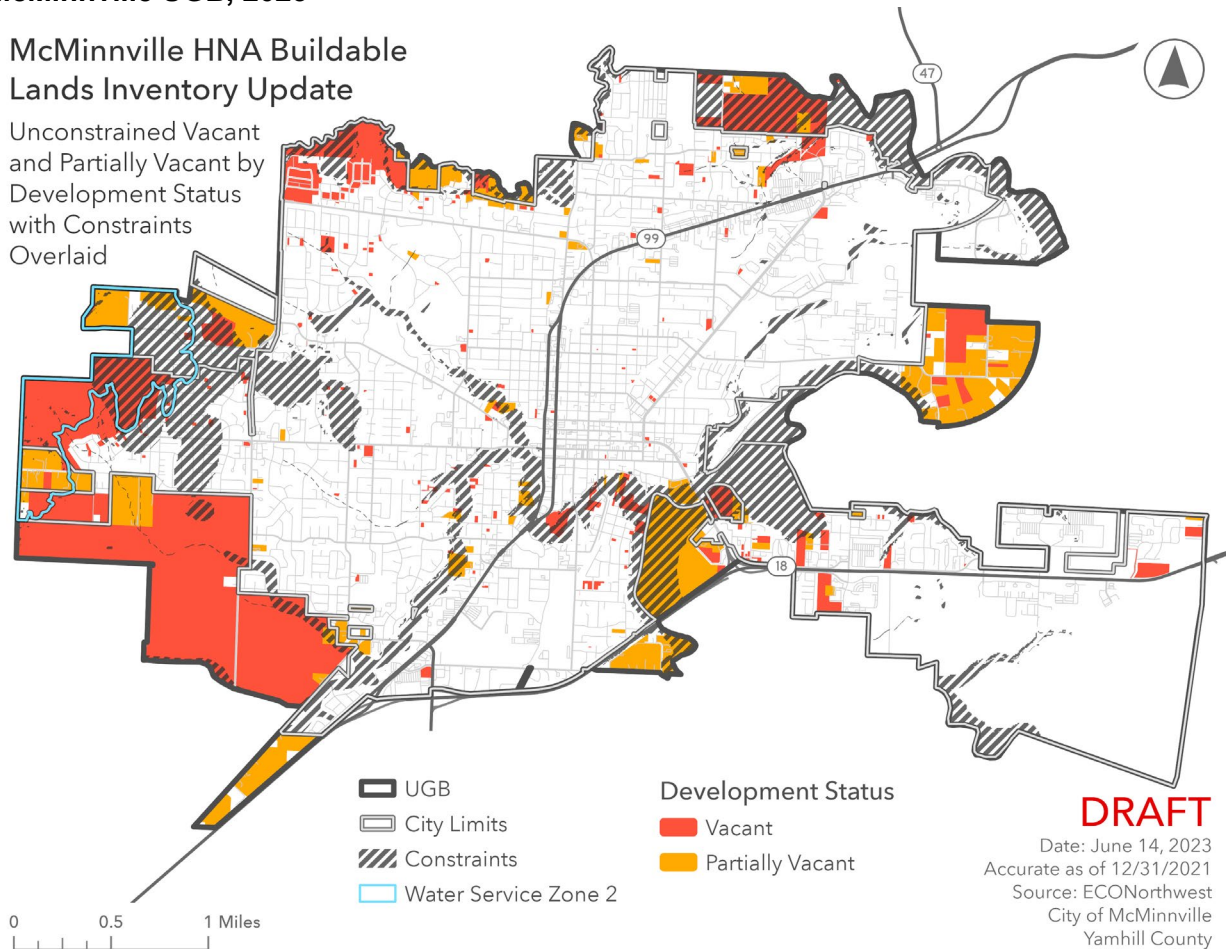 McMinnville HNA Buildable
Lands Inventory Update
Unconstrained Vacant
and Partially Vacant by
Development Status
with Constraints
Overlaid
47
99
18
UGB
City Limits
Constraints
Water Service Zone 2
Development Status
Vacant
Partially Vacant
DRAFT
Date: June 14, 2023
Accurate as of 12/31/2021
Source: ECONorthwest
City of McMinnville
Yamhill County
0 0.5 1 Miles